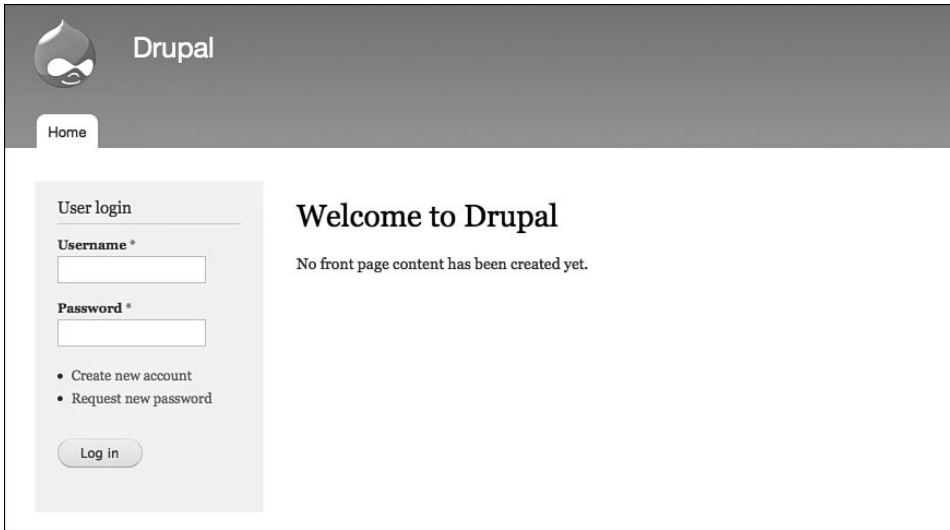 Drupal
Home
User login
Username *
Password *
• Create new account
• Request new password
Log in
Welcome to Drupal
No front page content has been created yet.